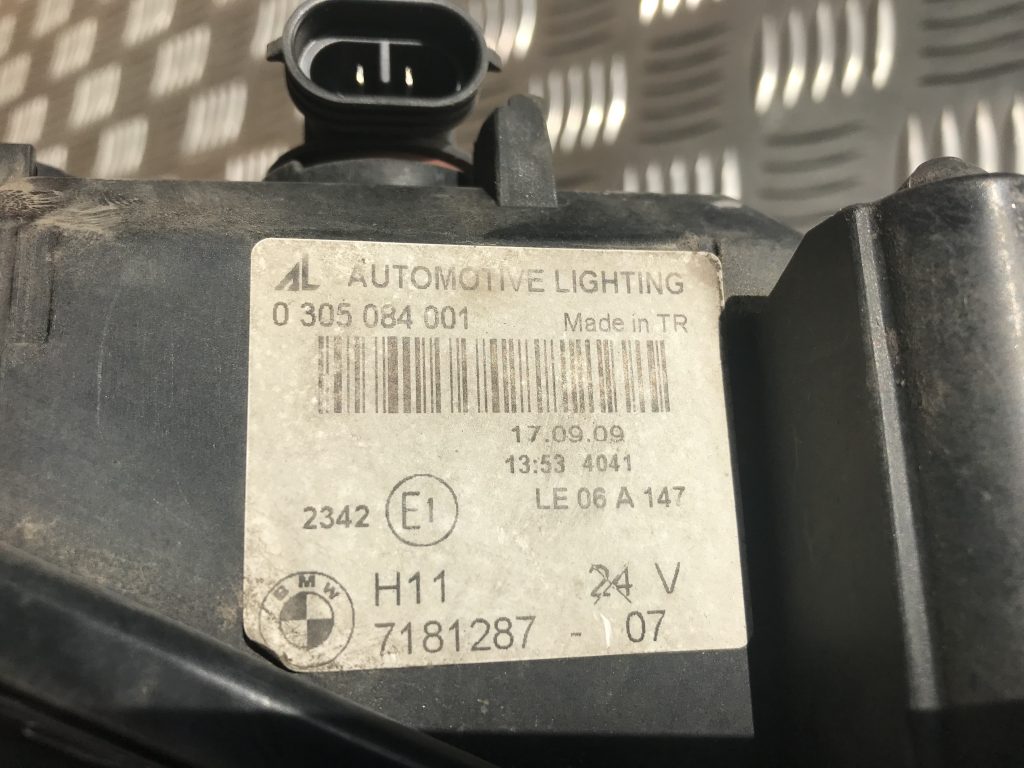 AL AUTOMOTIVE LIGHTING
0 305 084 001 Made in TR
17.09.09
13:53 4041
LE 06 A 147
2342 E1
BMW
H11 24 V
7181287 - 07